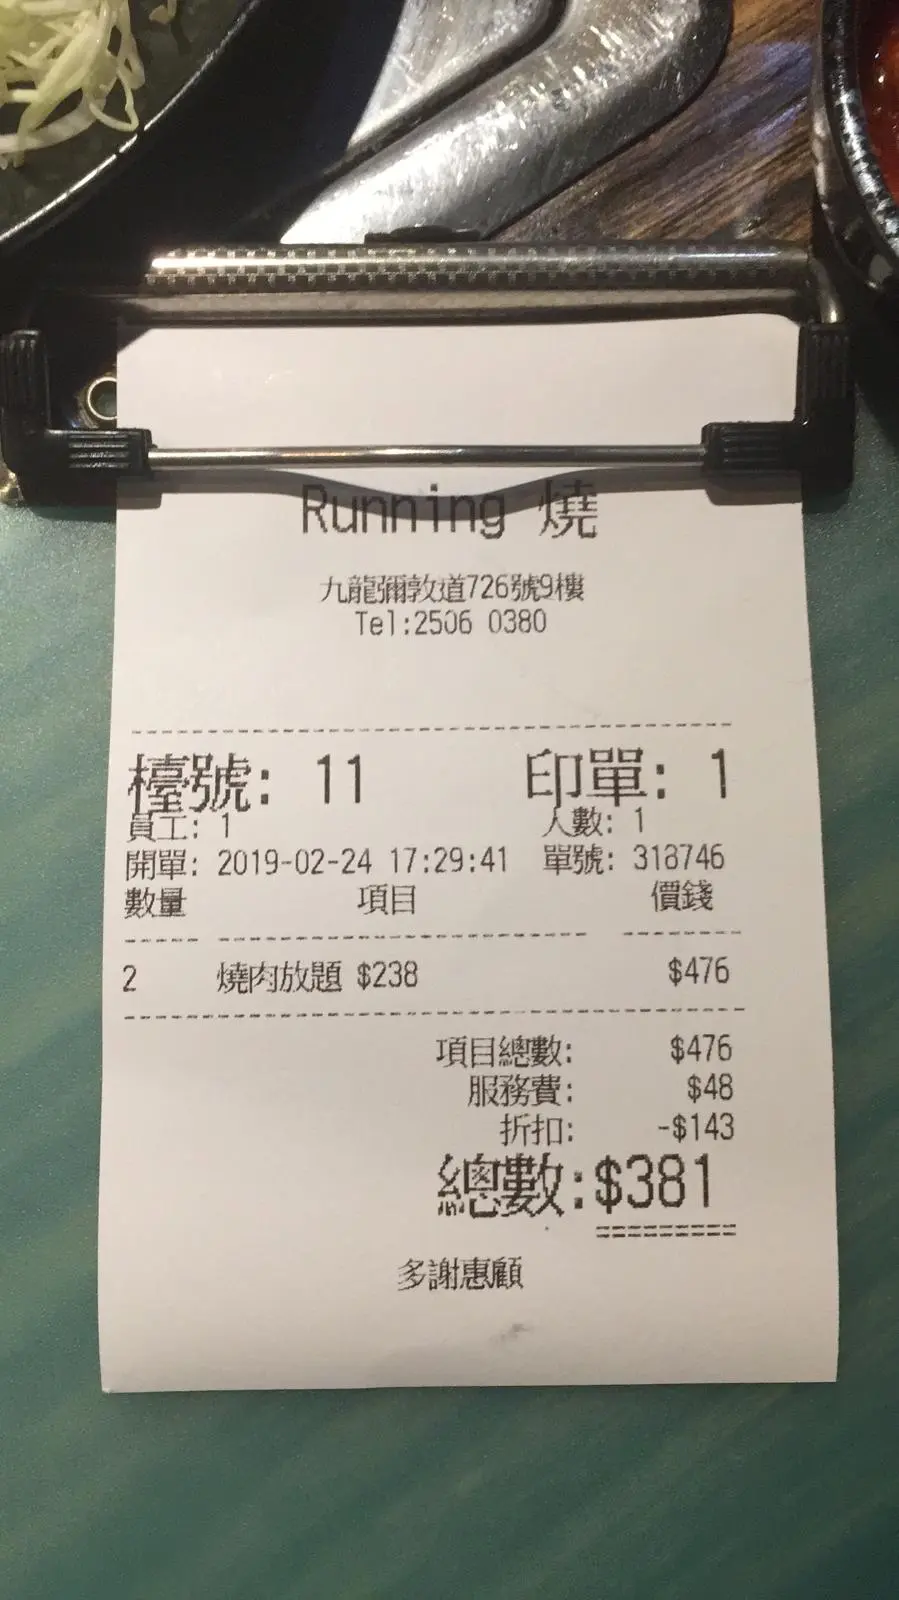 Running 燒
九龍彌敦道726號9樓
Tel:2506 0380
檯號: 11 印單: 1
員工: 1 人數: 1
開單: 2019-02-24 17:29:41 單號: 318746
數量 項目 價錢
2 燒肉放題 $238 $476
項目總數: $476
服務費: $48
折扣: -$143
總數:$381
多謝惠顧